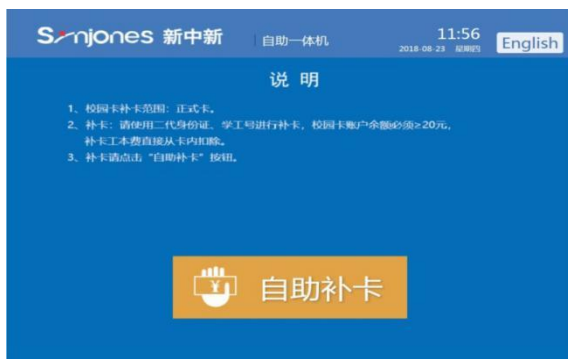 Synjones 新中新
自助一体机
11:56
2018-08-23 星期四
English
说 明
1、校园卡补卡范围：正式卡。
2、补卡：请使用二代身份证、学工号进行补卡，校园卡账户余额必须≥20元，
补卡工本费直接从卡内扣除。
3、补卡请点击“自助补卡”按钮。
¥
自助补卡